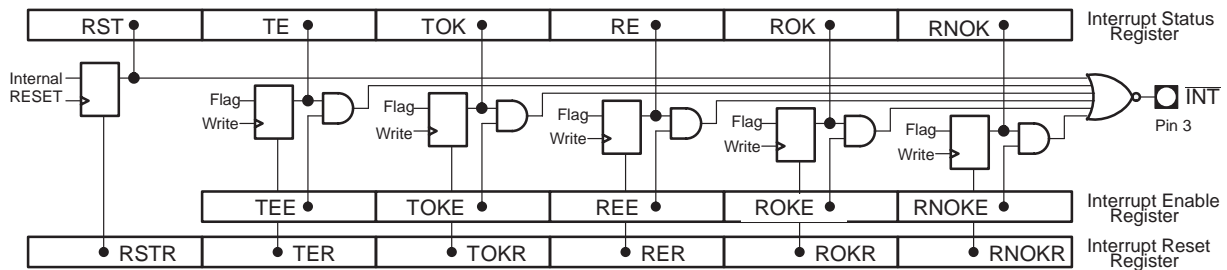 RST TE TOK RE ROK RNOK Interrupt Status
Register
Internal
RESET
Flag
Write
Flag
Write
Flag
Write
Flag
Write
Flag
Write
INT
Pin 3
TEE TOKE REE ROKE RNOKE Interrupt Enable
Register
RSTR TER TOKR RER ROKR RNOKR Interrupt Reset
Register